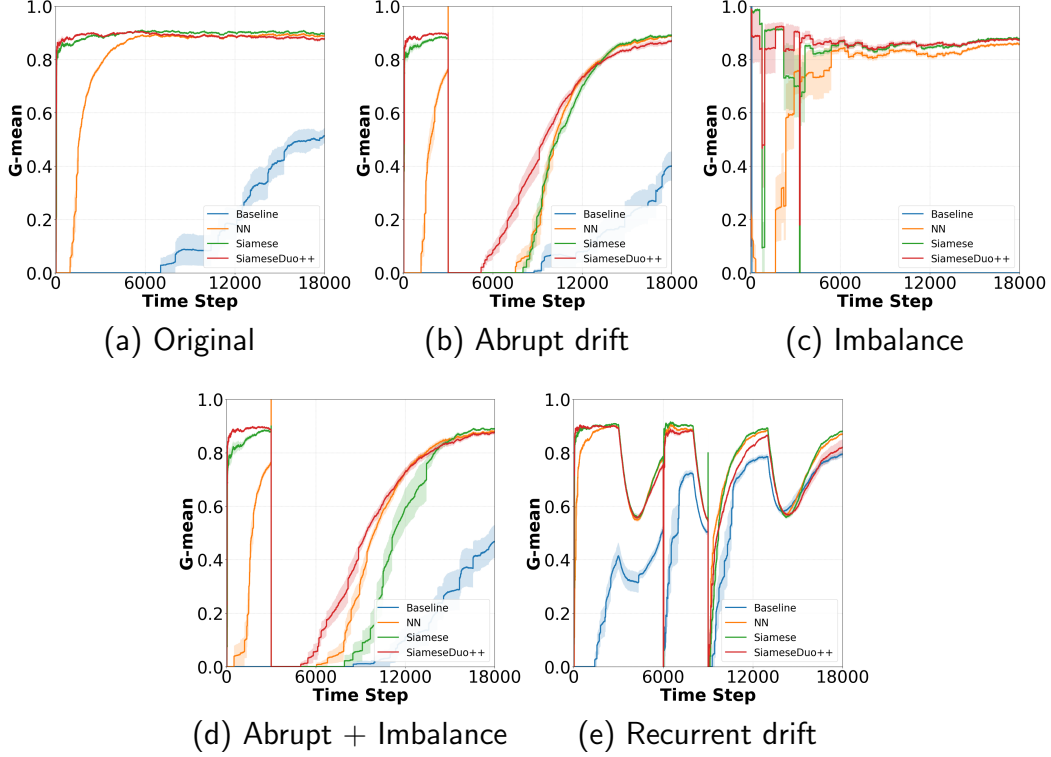 1.0
0.8
0.6
0.4
0.2
0.0
G-mean
0 6000 12000 18000
Time Step
Baseline
NN
Siamese
SiameseDuo++
(a) Original
1.0
0.8
0.6
0.4
0.2
0.0
G-mean
0 6000 12000 18000
Time Step
Baseline
NN
Siamese
SiameseDuo++
(b) Abrupt drift
1.0
0.8
0.6
0.4
0.2
0.0
G-mean
0 6000 12000 18000
Time Step
Baseline
NN
Siamese
SiameseDuo++
(c) Imbalance
1.0
0.8
0.6
0.4
0.2
0.0
G-mean
0 6000 12000 18000
Time Step
Baseline
NN
Siamese
SiameseDuo++
(d) Abrupt + Imbalance
1.0
0.8
0.6
0.4
0.2
0.0
G-mean
0 6000 12000 18000
Time Step
Baseline
NN
Siamese
SiameseDuo++
(e) Recurrent drift